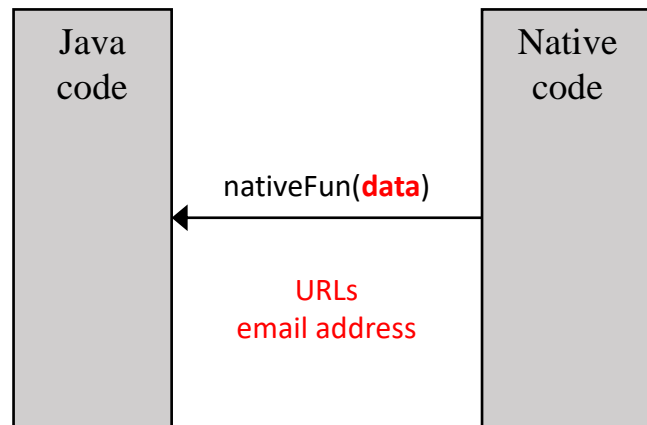 Java
code
Native
code
nativeFun(data)
URLs
email address